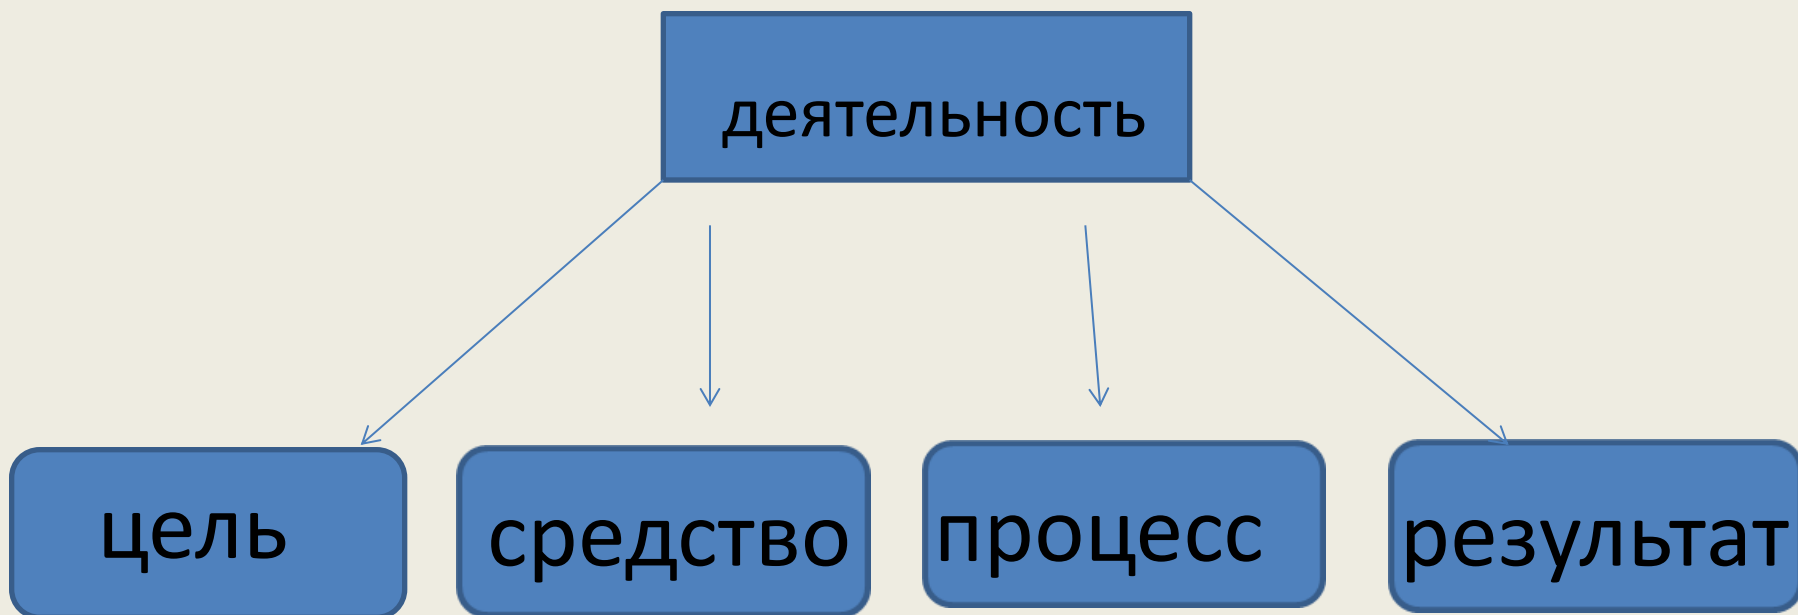 деятельность
цель
средство
процесс
результат